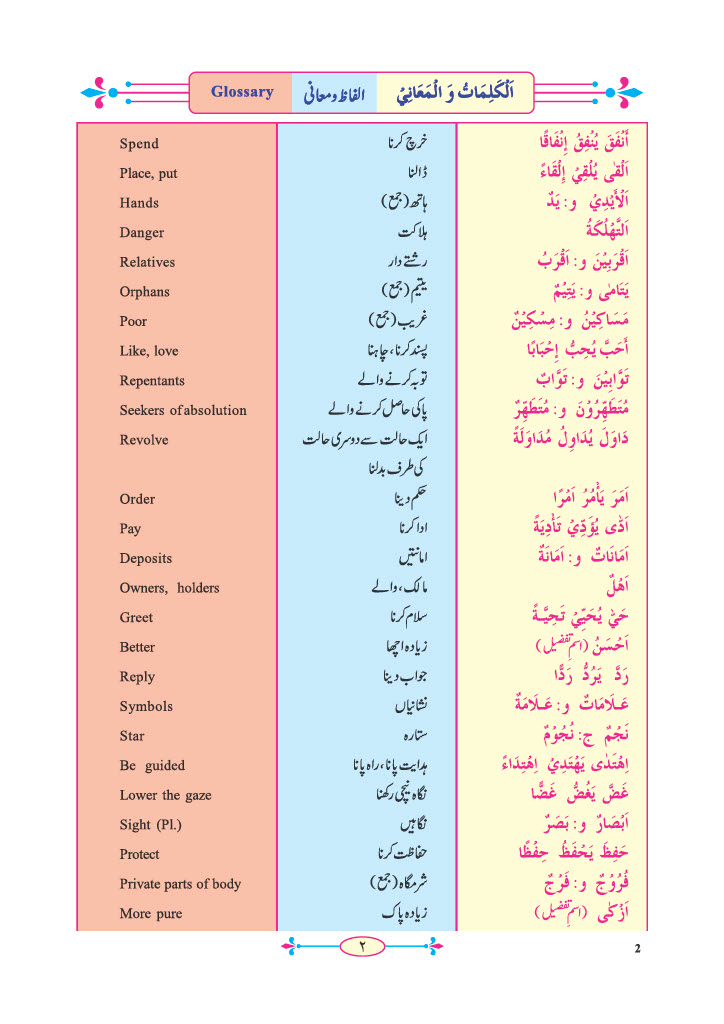 Glossary الفاظ ومعانی اَلْكَلِمَاتُ وَ الْمَعَانِيْ
Spend خرچ کرنا أَنْفَقَ يُنْفِقُ إِنْفَاقًا
Place, put ڈالنا اَلْقٰى يُلْقِيْ إِلْقَاءً
Hands ہاتھ (جمع) اَلْأَيْدِيْ و: يَدٌ
Danger ہلاکت اَلتَّهْلُكَةُ
Relatives رشتے دار اَقْرَبِيْنَ و: اَقْرَبُ
Orphans یتیم (جمع) يَتَامٰى و: يَتِيْمٌ
Poor غریب (جمع) مَسَاكِيْنُ و: مِسْكِيْنٌ
Like, love پسند کرنا، چاہنا أَحَبَّ يُحِبُّ إِحْبَابًا
Repentants توبہ کرنے والے تَوَّابِيْنَ و: تَوَّابٌ
Seekers of absolution پاکی حاصل کرنے والے مُتَطَهِّرُوْنَ و: مُتَطَهِّرٌ
Revolve ایک حالت سے دوسری حالت دَاوَلَ يُدَاوِلُ مُدَاوَلَةً
کی طرف بدلنا
Order حکم دینا اَمَرَ يَأْمُرُ اَمْرًا
Pay ادا کرنا اَدّٰى يُؤَدِّيْ تَأْدِيَةً
Deposits امانتیں اَمَانَاتٌ و: اَمَانَةٌ
Owners, holders مالک، والے اَهْلٌ
Greet سلام کرنا حَيّٰ يُحَيِّيْ تَحِيَّةً
Better زیادہ اچھا اَحْسَنُ (اسم تفضیل)
Reply جواب دینا رَدَّ يَرُدُّ رَدًّا
Symbols نشانیاں عَلَامَاتٌ و: عَلَامَةٌ
Star ستارہ نَجْمٌ ج: نُجُوْمٌ
Be guided ہدایت پانا، راہ پانا اِهْتَدٰى يَهْتَدِيْ اِهْتِدَاءً
Lower the gaze نگاہ نیچی رکھنا غَضَّ يَغُضُّ غَضًّا
Sight (Pl.) نگاہیں اَبْصَارٌ و: بَصَرٌ
Protect حفاظت کرنا حَفِظَ يَحْفَظُ حِفْظًا
Private parts of body شرمگاہ (جمع) فُرُوْجٌ و: فَرْجٌ
More pure زیادہ پاک اَزْكٰى (اسم تفضیل)
۲ 2